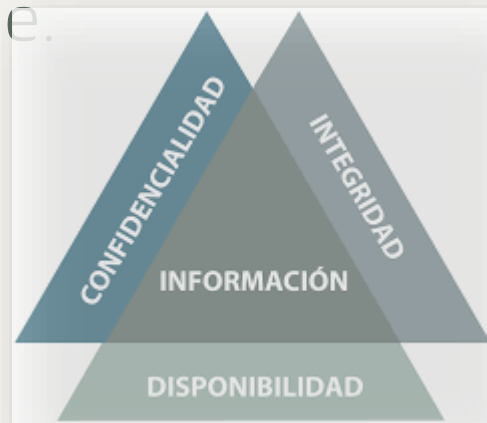 e.
CONFIDENCIALIDAD
INTEGRIDAD
INFORMACIÓN
DISPONIBILIDAD